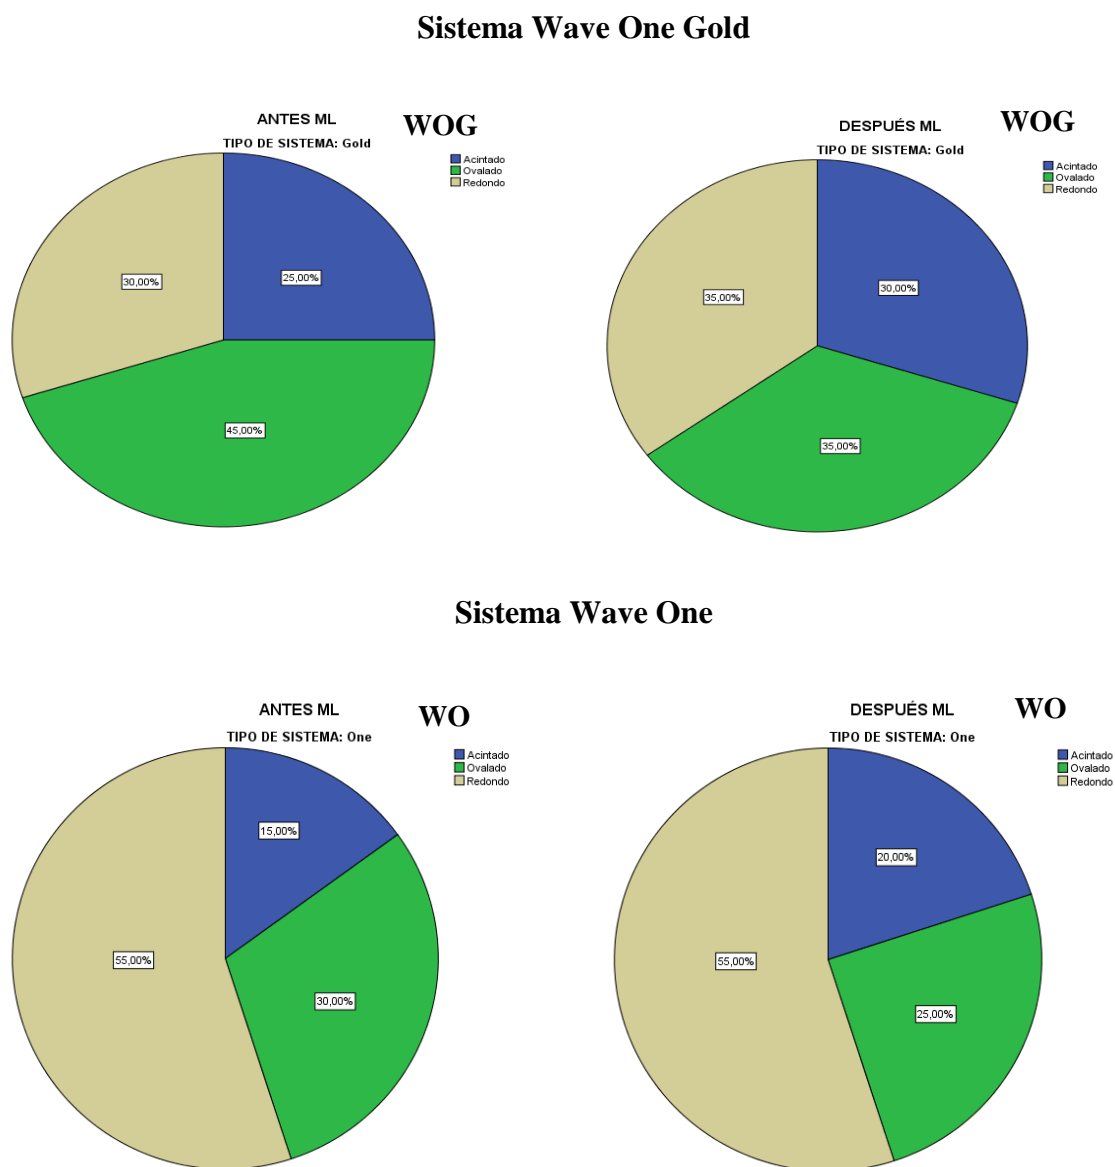 Sistema Wave One Gold
ANTES ML
WOG
TIPO DE SISTEMA: Gold
Acintado
Ovalado
Redondo
30,00%
25,00%
45,00%
DESPUÉS ML
WOG
TIPO DE SISTEMA: Gold
Acintado
Ovalado
Redondo
35,00%
30,00%
35,00%
Sistema Wave One
ANTES ML
WO
TIPO DE SISTEMA: One
Acintado
Ovalado
Redondo
15,00%
55,00%
30,00%
DESPUÉS ML
WO
TIPO DE SISTEMA: One
Acintado
Ovalado
Redondo
20,00%
55,00%
25,00%